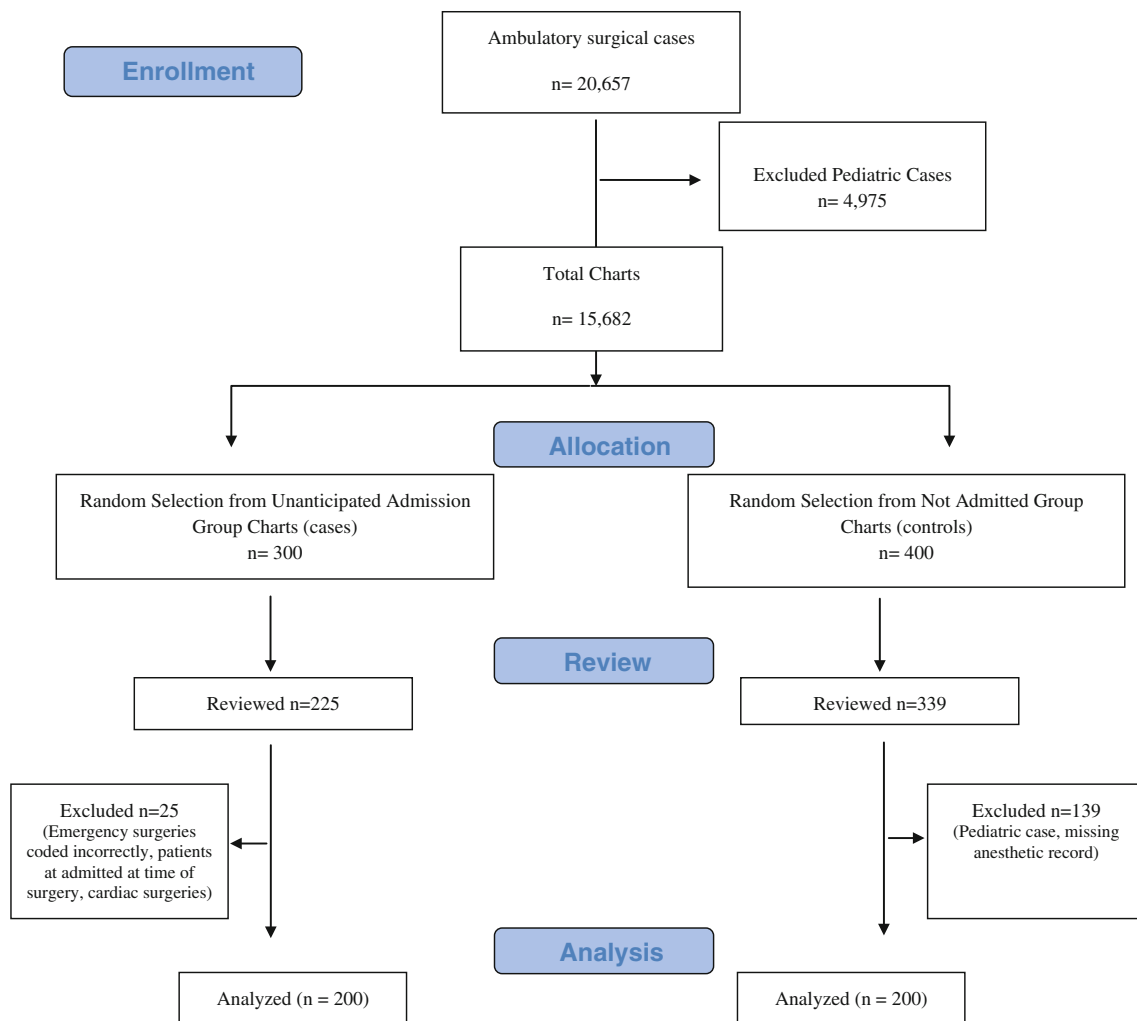 Enrollment
Ambulatory surgical cases
n= 20,657
Excluded Pediatric Cases
n= 4,975
Total Charts
n= 15,682
Allocation
Random Selection from Unanticipated Admission
Group Charts (cases)
n= 300
Random Selection from Not Admitted Group
Charts (controls)
n= 400
Review
Reviewed n=225
Reviewed n=339
Excluded n=25
(Emergency surgeries
coded incorrectly, patients
at admitted at time of
surgery, cardiac surgeries)
Excluded n=139
(Pediatric case, missing
anesthetic record)
Analysis
Analyzed (n = 200)
Analyzed (n = 200)